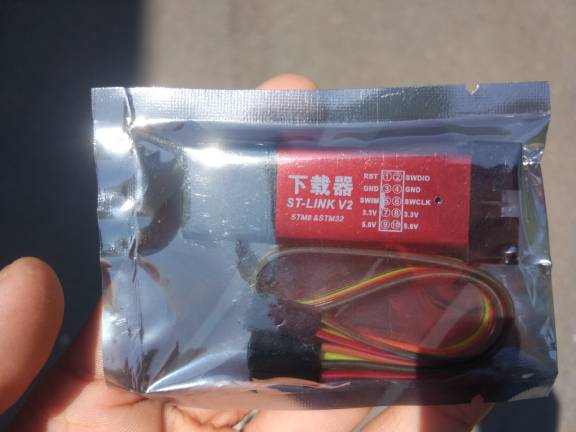 下载器
ST-LINK V2
STM8 &STM32
RST ① ② SWDIO
GND ③ ④ GND
SWIM ⑤ ⑥ SWCLK
3.3V ⑦ ⑧ 3.3V
5.0V ⑨ ⑩ 5.0V